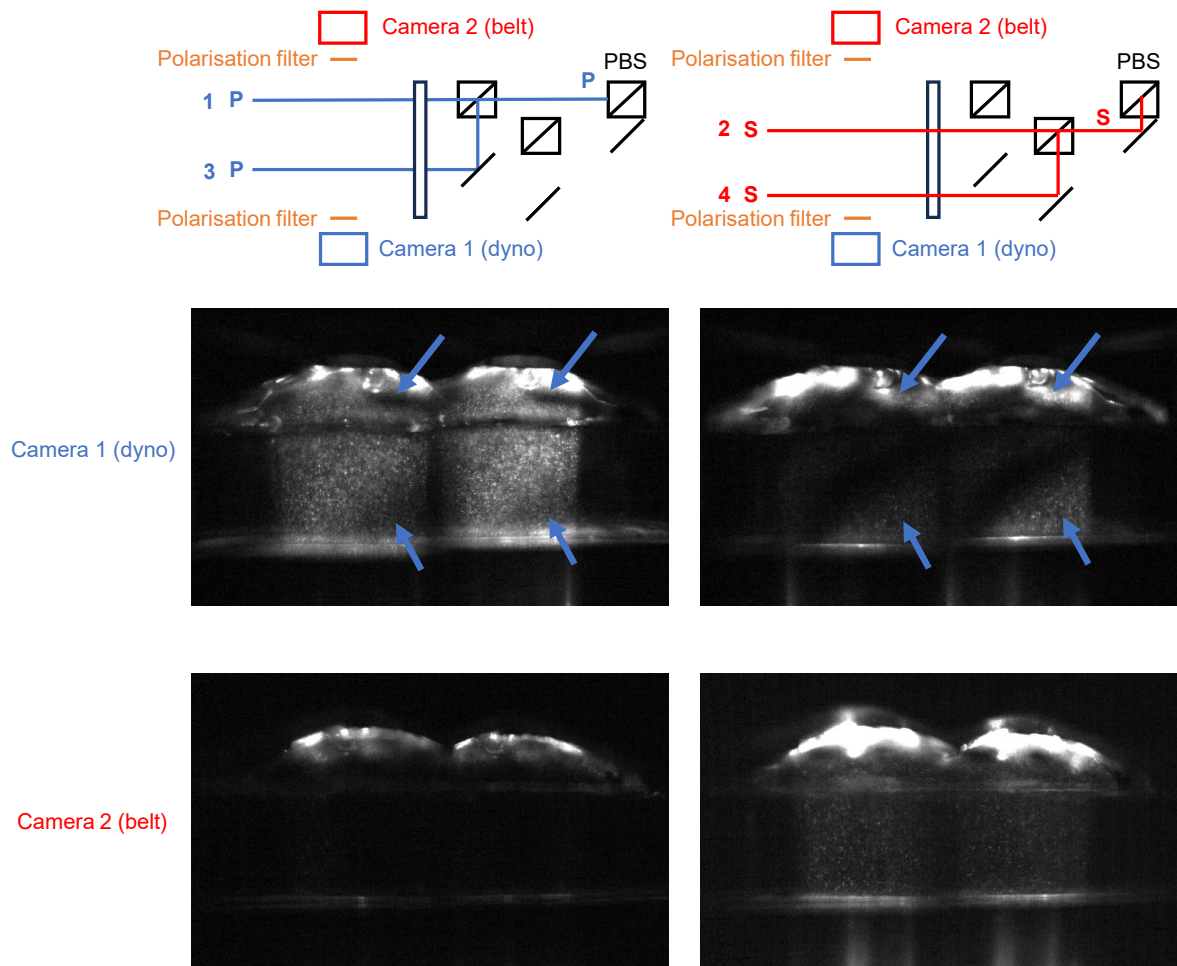 Camera 2 (belt)
Polarisation filter
PBS
P
1 P
3 P
Polarisation filter
Camera 1 (dyno)
Camera 2 (belt)
Polarisation filter
PBS
S
2 S
4 S
Polarisation filter
Camera 1 (dyno)
Camera 1 (dyno)
Camera 2 (belt)